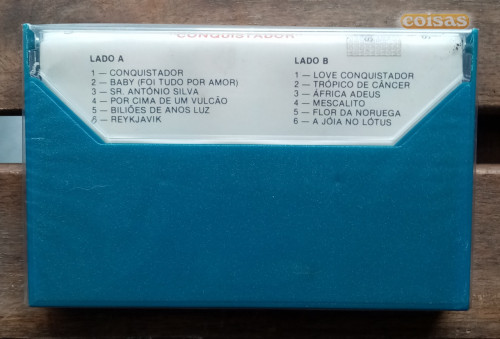 coisas
"CONQUISTADOR"
LADO A
1 — CONQUISTADOR
2 — BABY (FOI TUDO POR AMOR)
3 — SR. ANTÓNIO SILVA
4 — POR CIMA DE UM VULCÃO
5 — BILIÕES DE ANOS LUZ
6 — REYKJAVIK
LADO B
1 — LOVE CONQUISTADOR
2 — TRÓPICO DE CÂNCER
3 — ÁFRICA ADEUS
4 — MESCALITO
5 — FLOR DA NORUEGA
6 — A JÓIA NO LÓTUS